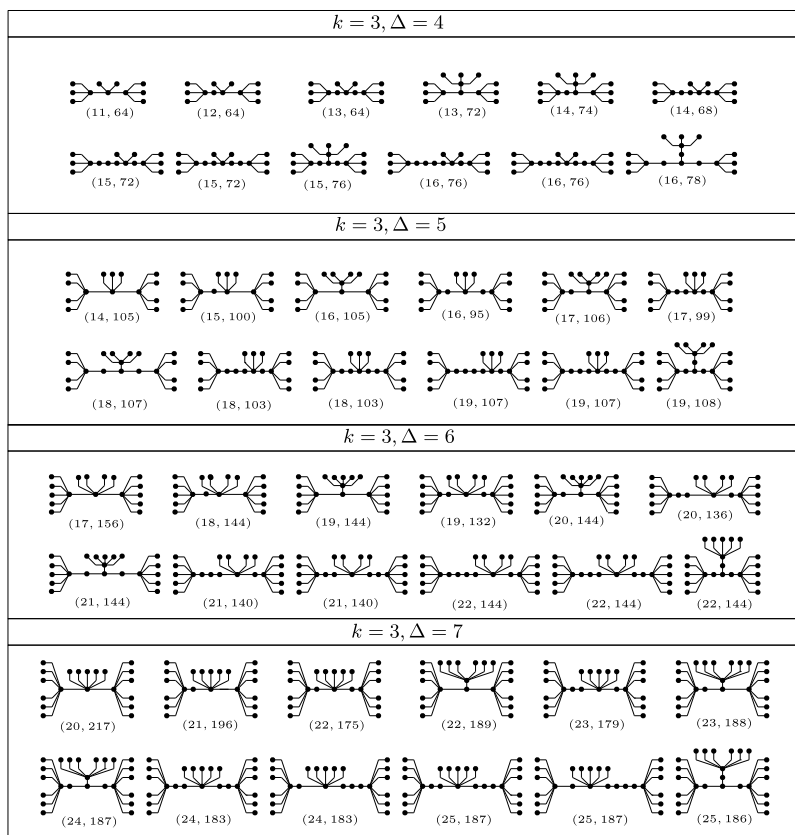 k = 3, Δ = 4
(11, 64) (12, 64) (13, 64) (13, 72) (14, 74) (14, 68)
(15, 72) (15, 72) (15, 76) (16, 76) (16, 76) (16, 78)
k = 3, Δ = 5
(14, 105) (15, 100) (16, 105) (16, 95) (17, 106) (17, 99)
(18, 107) (18, 103) (18, 103) (19, 107) (19, 107) (19, 108)
k = 3, Δ = 6
(17, 156) (18, 144) (19, 144) (19, 132) (20, 144) (20, 136)
(21, 144) (21, 140) (21, 140) (22, 144) (22, 144) (22, 144)
k = 3, Δ = 7
(20, 217) (21, 196) (22, 175) (22, 189) (23, 179) (23, 188)
(24, 187) (24, 183) (24, 183) (25, 187) (25, 187) (25, 186)